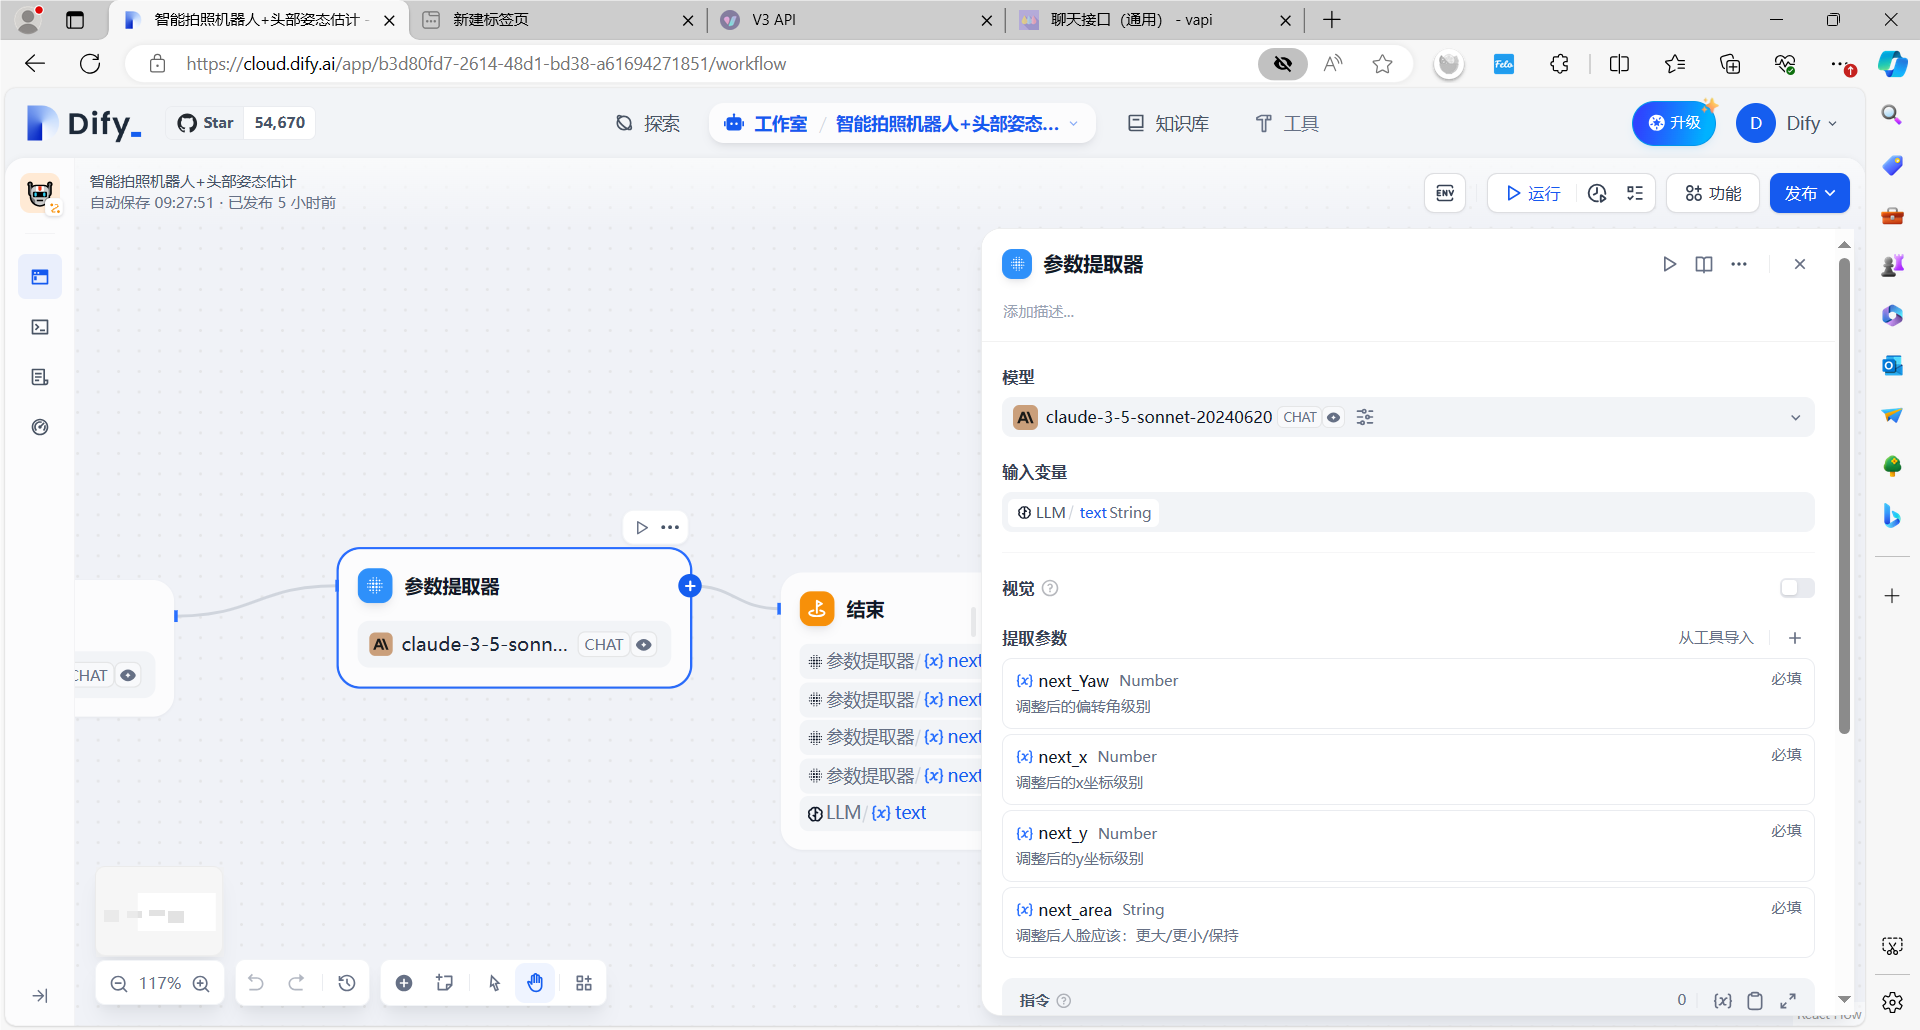 智能拍照机器人+头部姿态估计 -
新建标签页
V3 API
聊天接口（通用） - vapi
https://cloud.dify.ai/app/b3d80fd7-2614-48d1-bd38-a61694271851/workflow
Felo
Dify_
Star 54,670
探索
工作室 / 智能拍照机器人+头部姿态...
知识库
工具
升级
D Dify
智能拍照机器人+头部姿态估计
自动保存 09:27:51 · 已发布 5 小时前
ENV
运行
功能
发布
参数提取器
添加描述...
模型
claude-3-5-sonnet-20240620 CHAT
输入变量
LLM / text String
视觉
提取参数
从工具导入
{x} next_Yaw Number 必填
调整后的偏转角级别
{x} next_x Number 必填
调整后的x坐标级别
{x} next_y Number 必填
调整后的y坐标级别
{x} next_area String 必填
调整后人脸应该：更大/更小/保持
指令 0 {x}
React Flow
CHAT
参数提取器
claude-3-5-sonn... CHAT
结束
参数提取器 / {x} next
参数提取器 / {x} next
参数提取器 / {x} next
参数提取器 / {x} next
LLM / {x} text
117%